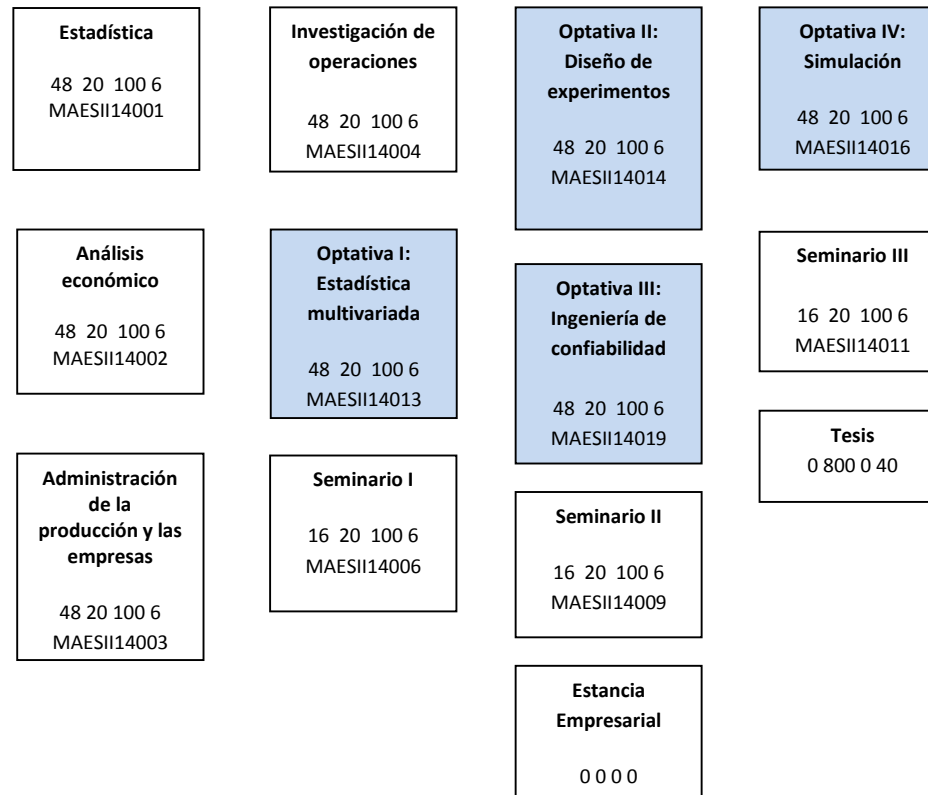 Estadística
48 20 100 6
MAESII14001
Análisis
económico
48 20 100 6
MAESII14002
Administración
de la
producción y las
empresas
48 20 100 6
MAESII14003
Investigación de
operaciones
48 20 100 6
MAESII14004
Optativa I:
Estadística
multivariada
48 20 100 6
MAESII14013
Seminario I
16 20 100 6
MAESII14006
Optativa II:
Diseño de
experimentos
48 20 100 6
MAESII14014
Optativa III:
Ingeniería de
confiabilidad
48 20 100 6
MAESII14019
Seminario II
16 20 100 6
MAESII14009
Estancia
Empresarial
0 0 0 0
Optativa IV:
Simulación
48 20 100 6
MAESII14016
Seminario III
16 20 100 6
MAESII14011
Tesis
0 800 0 40